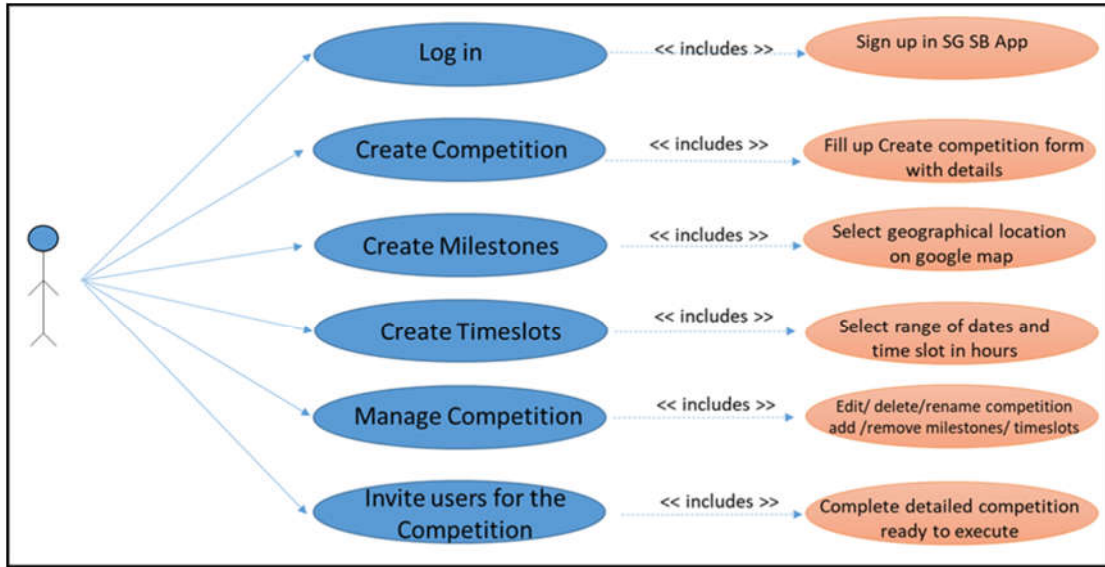 Log in
<< includes >>
Sign up in SG SB App
Create Competition
<< includes >>
Fill up Create competition form
with details
Create Milestones
<< includes >>
Select geographical location
on google map
Create Timeslots
<< includes >>
Select range of dates and
time slot in hours
Manage Competition
<< includes >>
Edit/ delete/rename competition
add /remove milestones/ timeslots
Invite users for the
Competition
<< includes >>
Complete detailed competition
ready to execute